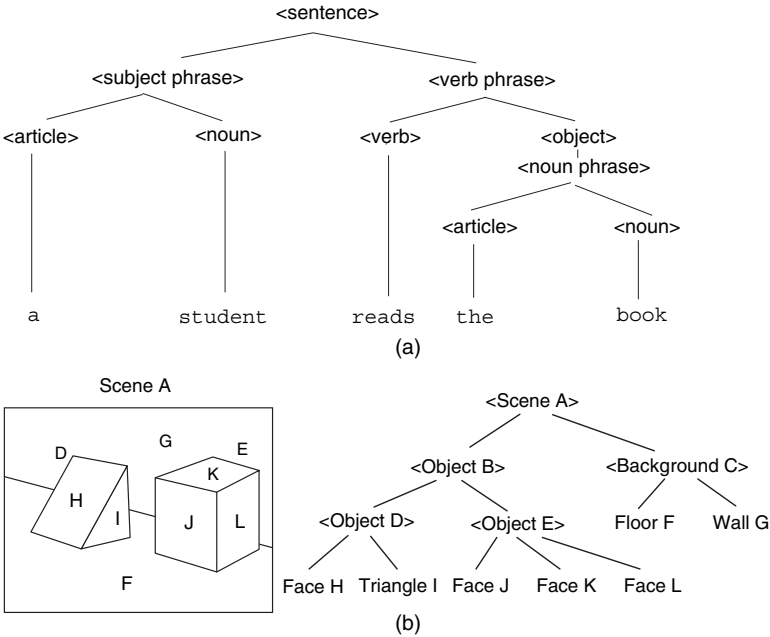 <sentence>
<subject phrase> <verb phrase>
<article> <noun> <verb> <object>
<noun phrase>
<article> <noun>
a student reads the book
(a)
Scene A
D G E
K
H I J L
F
<Scene A>
<Object B> <Background C>
<Object D> <Object E> Floor F Wall G
Face H Triangle I Face J Face K Face L
(b)